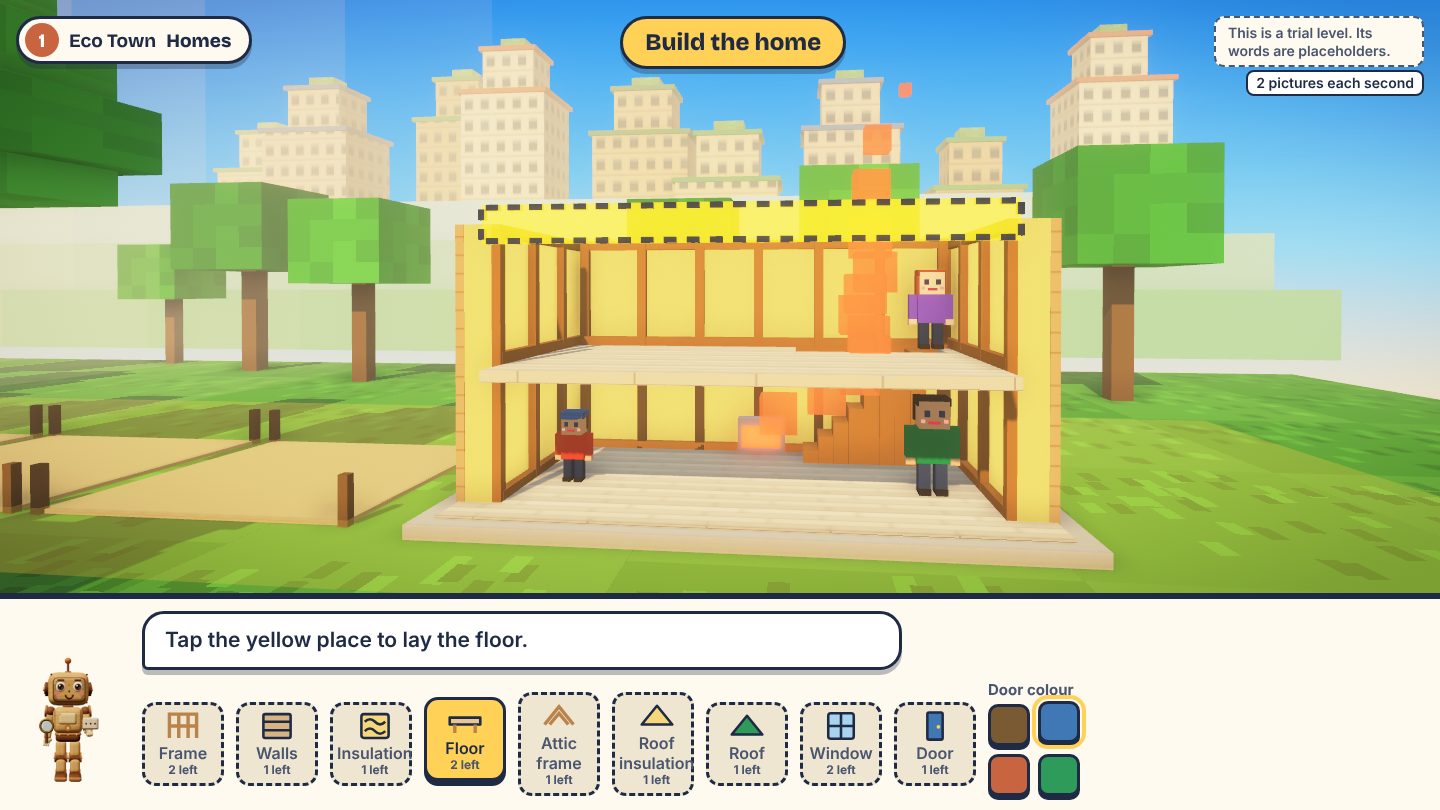 1 Eco Town Homes
Build the home
This is a trial level. Its
words are placeholders.
2 pictures each second
Tap the yellow place to lay the floor.
Door colour
Frame
2 left
Walls
1 left
Insulation
1 left
Floor
2 left
Attic
frame
1 left
Roof
insulation
1 left
Roof
1 left
Window
2 left
Door
1 left